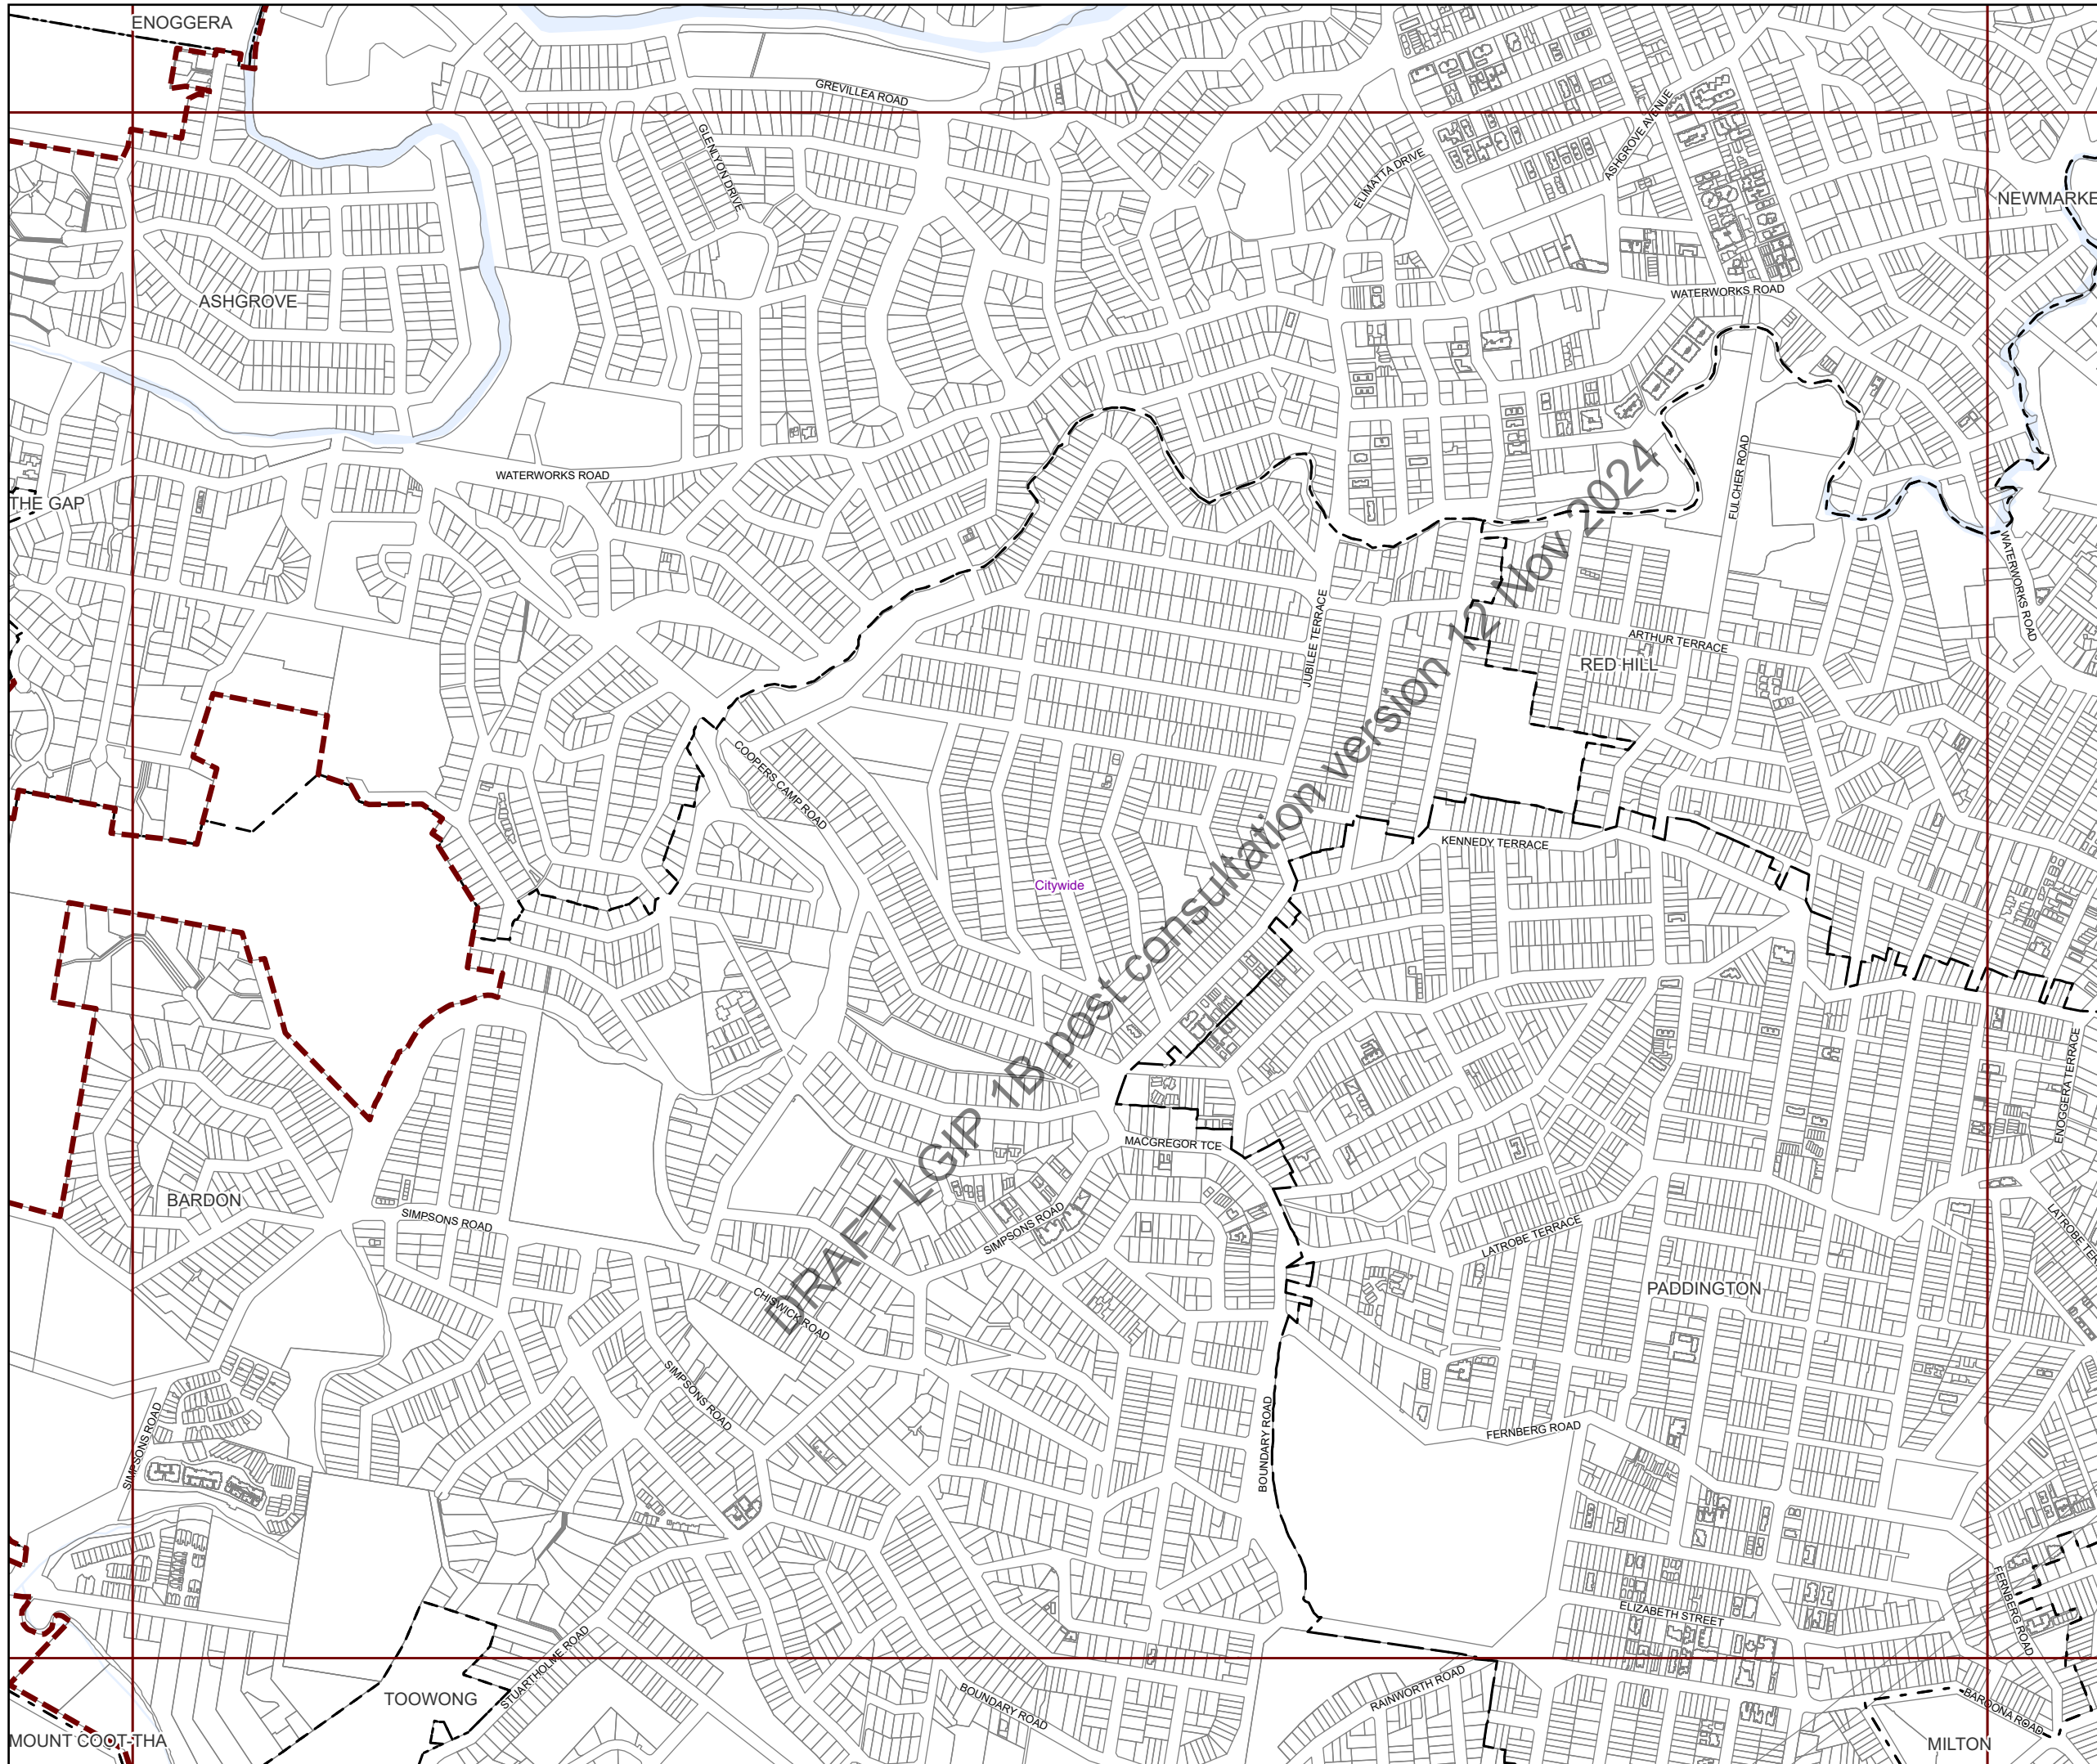 ENOGGERA
GREVILLEA ROAD
GLENLYON DRIVE
ASHGROVE AVENUE
ELIMATTA DRIVE
NEWMARKE
ASHGROVE
WATERWORKS ROAD
WATERWORKS ROAD
THE GAP
FULCHER ROAD
WATERWORKS ROAD
JUBILEE TERRACE
ARTHUR TERRACE
RED HILL
COOPERS CAMP ROAD
KENNEDY TERRACE
Citywide
DRAFT LGIP 1B post consultation version 12 Nov 2024
ENOGGERA TERRACE
MACGREGOR TCE
BARDON
SIMPSONS ROAD
SIMPSONS ROAD
LATROBE TERRACE
LATROBE TER
PADDINGTON
CHISWICK ROAD
SIMPSONS ROAD
SIMPSONS ROAD
BOUNDARY ROAD
FERNBERG ROAD
ELIZABETH STREET
FERNBERG ROAD
STUARTHOLME ROAD
TOOWONG
BOUNDARY ROAD
RAINWORTH ROAD
BAROONA ROAD
MOUNT COOT-THA
MILTON